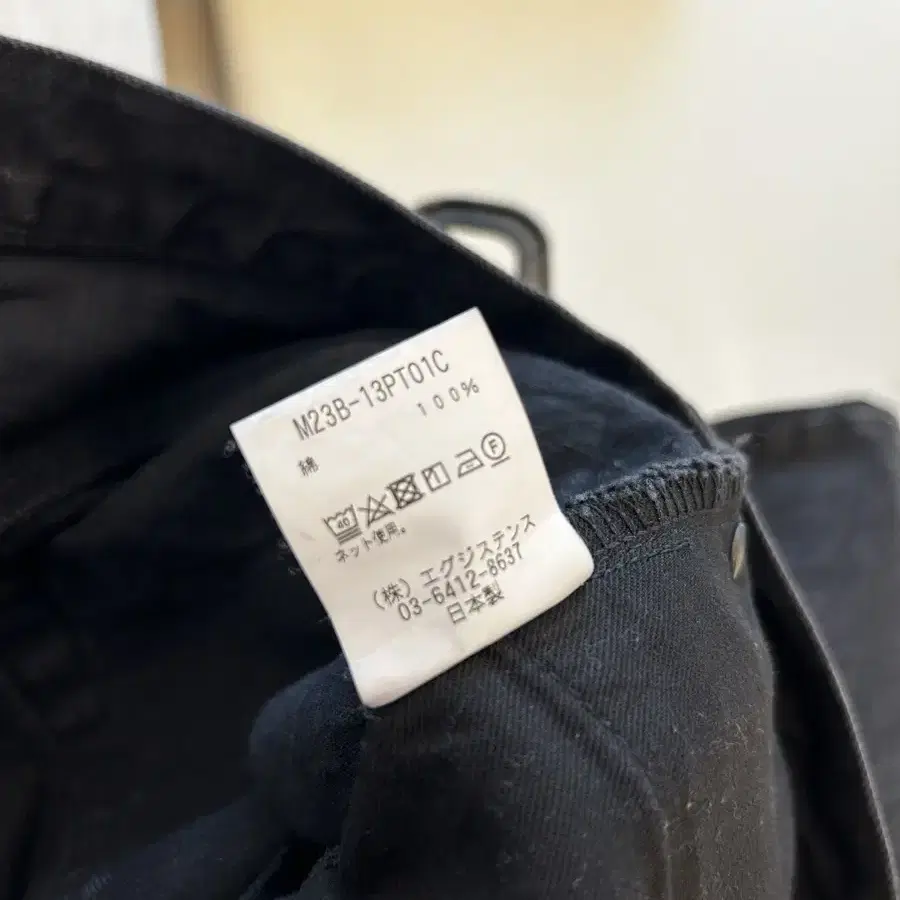 M23B-13PT01C
綿 100%
40 F
ネット使用。
(株) エグジステンス
03-6412-8637
日本製